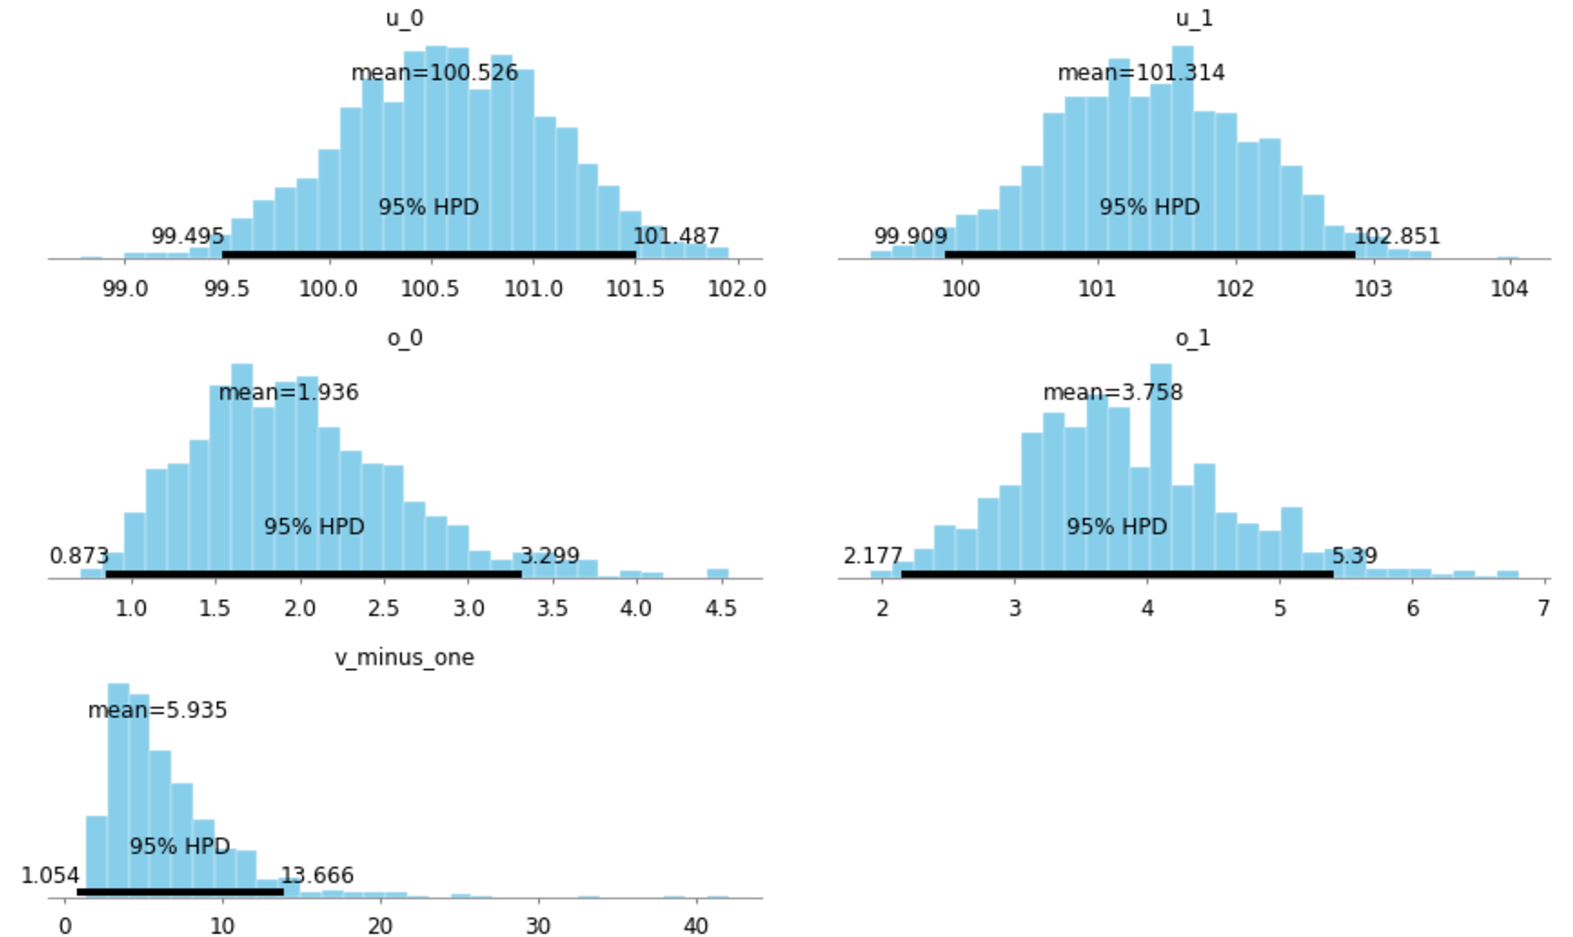 u_0
mean=100.526
95% HPD
99.495 101.487
99.0 99.5 100.0 100.5 101.0 101.5 102.0
u_1
mean=101.314
95% HPD
99.909 102.851
100 101 102 103 104
o_0
mean=1.936
95% HPD
0.873 3.299
1.0 1.5 2.0 2.5 3.0 3.5 4.0 4.5
o_1
mean=3.758
95% HPD
2.177 5.39
2 3 4 5 6 7
v_minus_one
mean=5.935
95% HPD
1.054 13.666
0 10 20 30 40